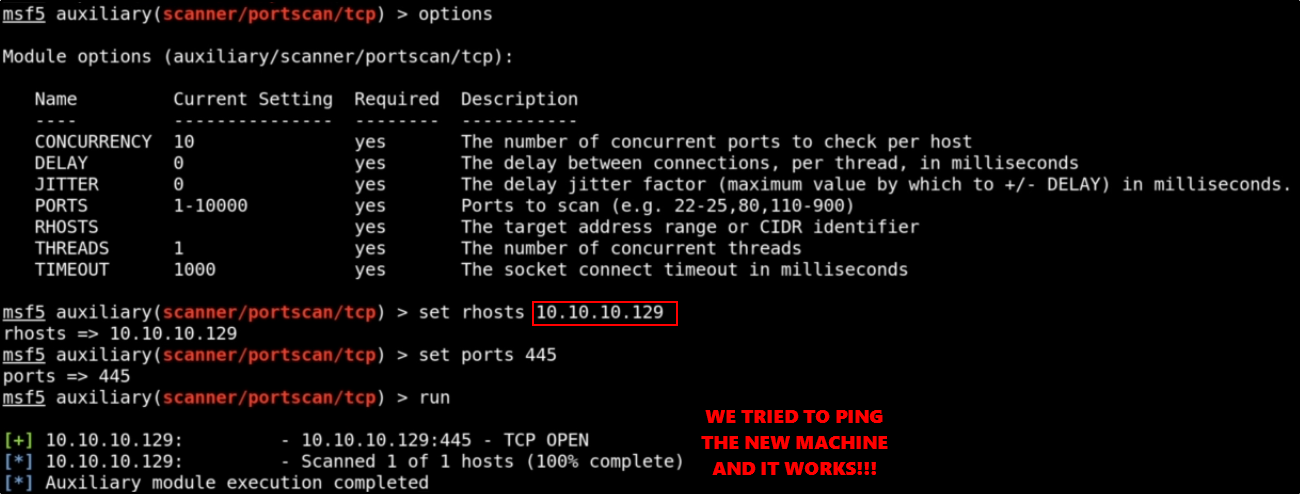 msf5 auxiliary(scanner/portscan/tcp) > options
Module options (auxiliary/scanner/portscan/tcp):
Name Current Setting Required Description
---- --------------- -------- -----------
CONCURRENCY 10 yes The number of concurrent ports to check per host
DELAY 0 yes The delay between connections, per thread, in milliseconds
JITTER 0 yes The delay jitter factor (maximum value by which to +/- DELAY) in milliseconds.
PORTS 1-10000 yes Ports to scan (e.g. 22-25,80,110-900)
RHOSTS yes The target address range or CIDR identifier
THREADS 1 yes The number of concurrent threads
TIMEOUT 1000 yes The socket connect timeout in milliseconds
msf5 auxiliary(scanner/portscan/tcp) > set rhosts 10.10.10.129
rhosts => 10.10.10.129
msf5 auxiliary(scanner/portscan/tcp) > set ports 445
ports => 445
msf5 auxiliary(scanner/portscan/tcp) > run
[+] 10.10.10.129: - 10.10.10.129:445 - TCP OPEN
[*] 10.10.10.129: - Scanned 1 of 1 hosts (100% complete)
[*] Auxiliary module execution completed
WE TRIED TO PING
THE NEW MACHINE
AND IT WORKS!!!